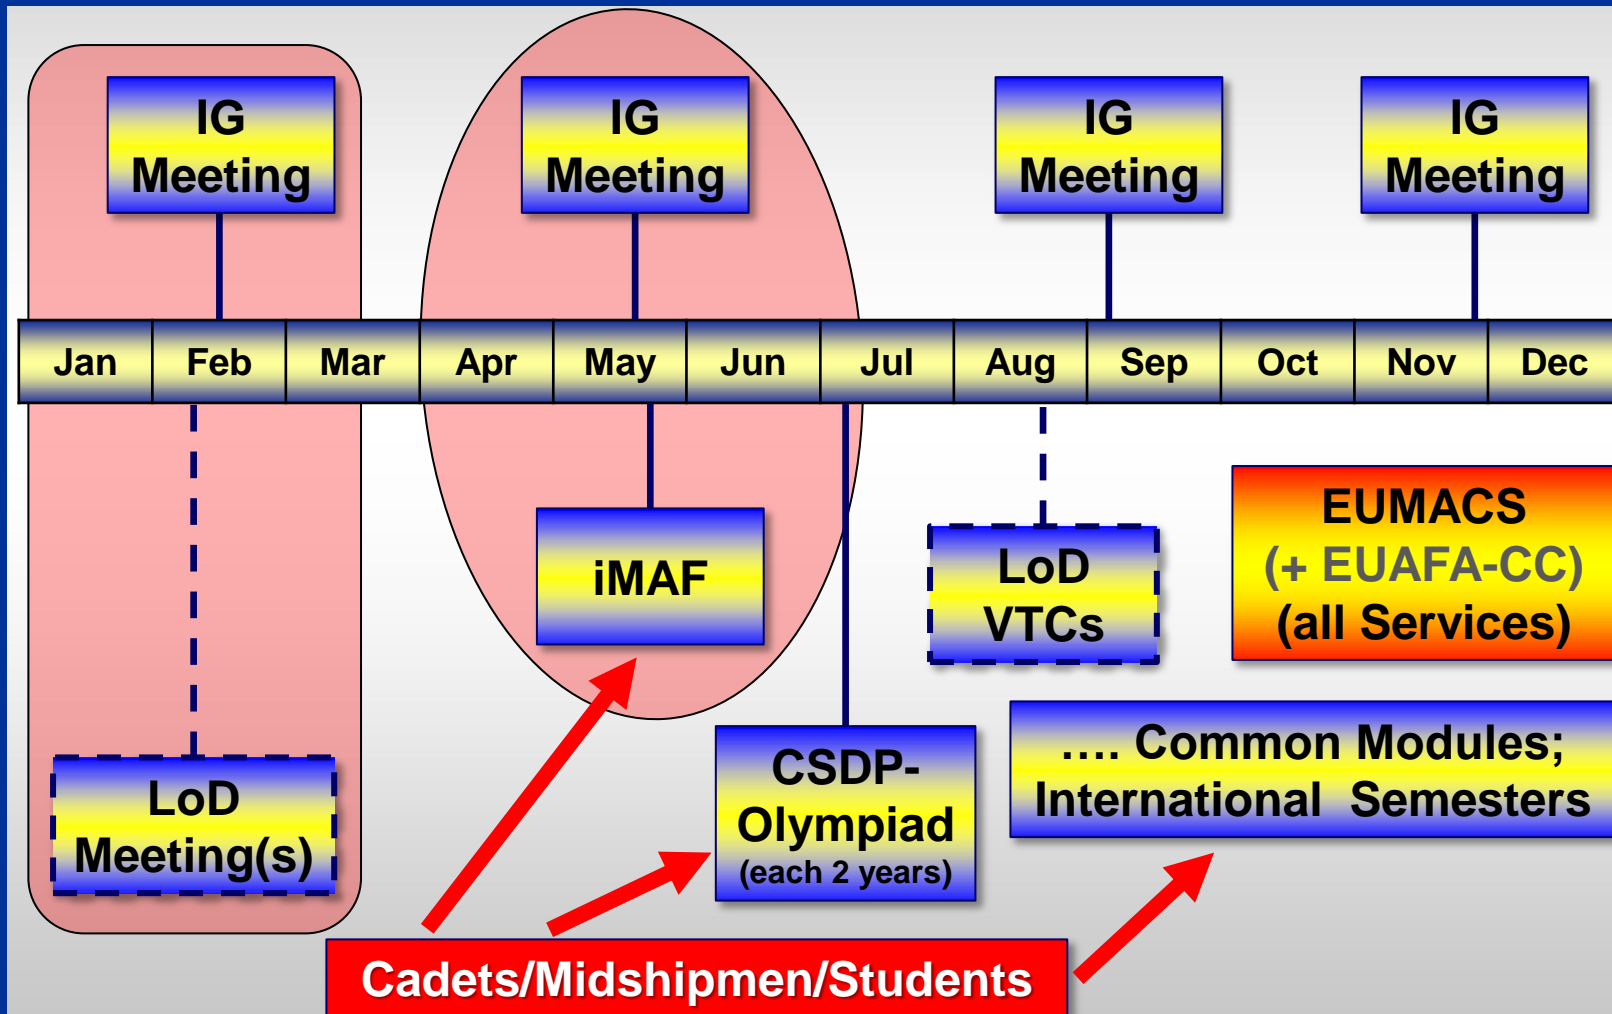 IG
Meeting
IG
Meeting
IG
Meeting
IG
Meeting
Jan Feb Mar Apr May Jun Jul Aug Sep Oct Nov Dec
iMAF
LoD
VTCs
EUMACS
(+ EUAFA-CC)
(all Services)
LoD
Meeting(s)
CSDP-
Olympiad
(each 2 years)
.... Common Modules;
International Semesters
Cadets/Midshipmen/Students